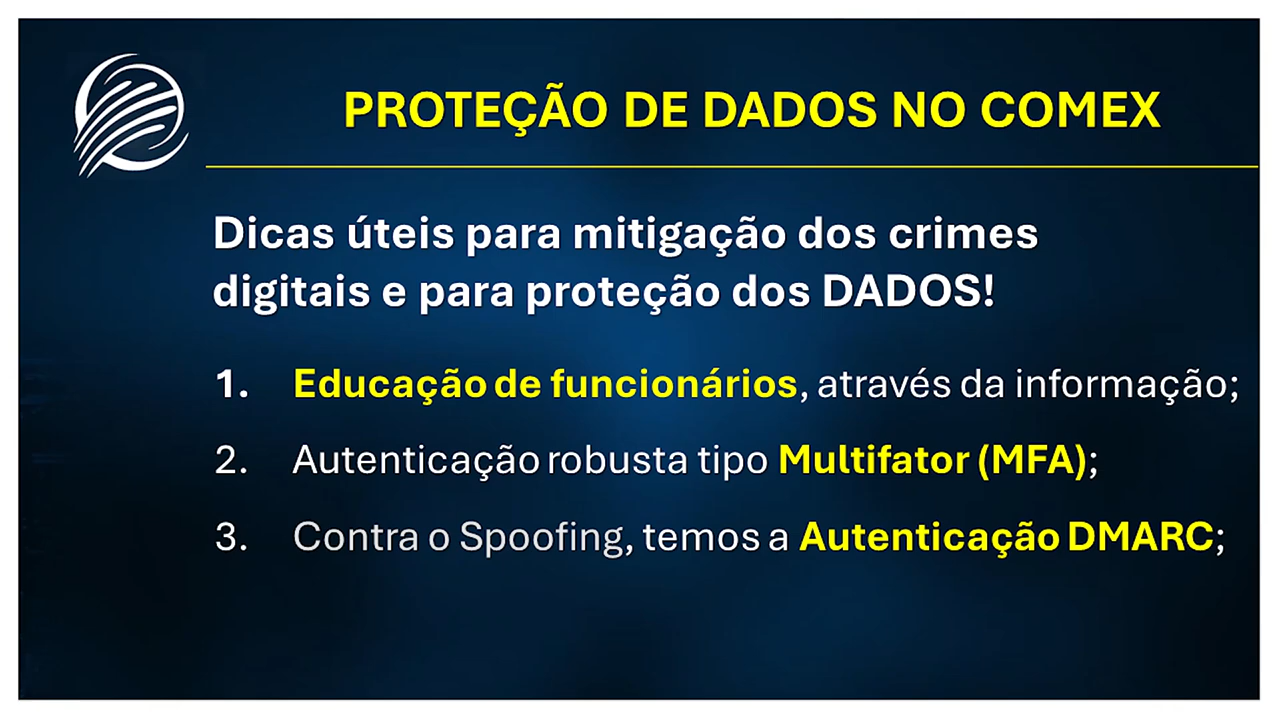 PROTEÇÃO DE DADOS NO COMEX
Dicas úteis para mitigação dos crimes
digitais e para proteção dos DADOS!
1. Educação de funcionários, através da informação;
2. Autenticação robusta tipo Multifator (MFA);
3. Contra o Spoofing, temos a Autenticação DMARC;